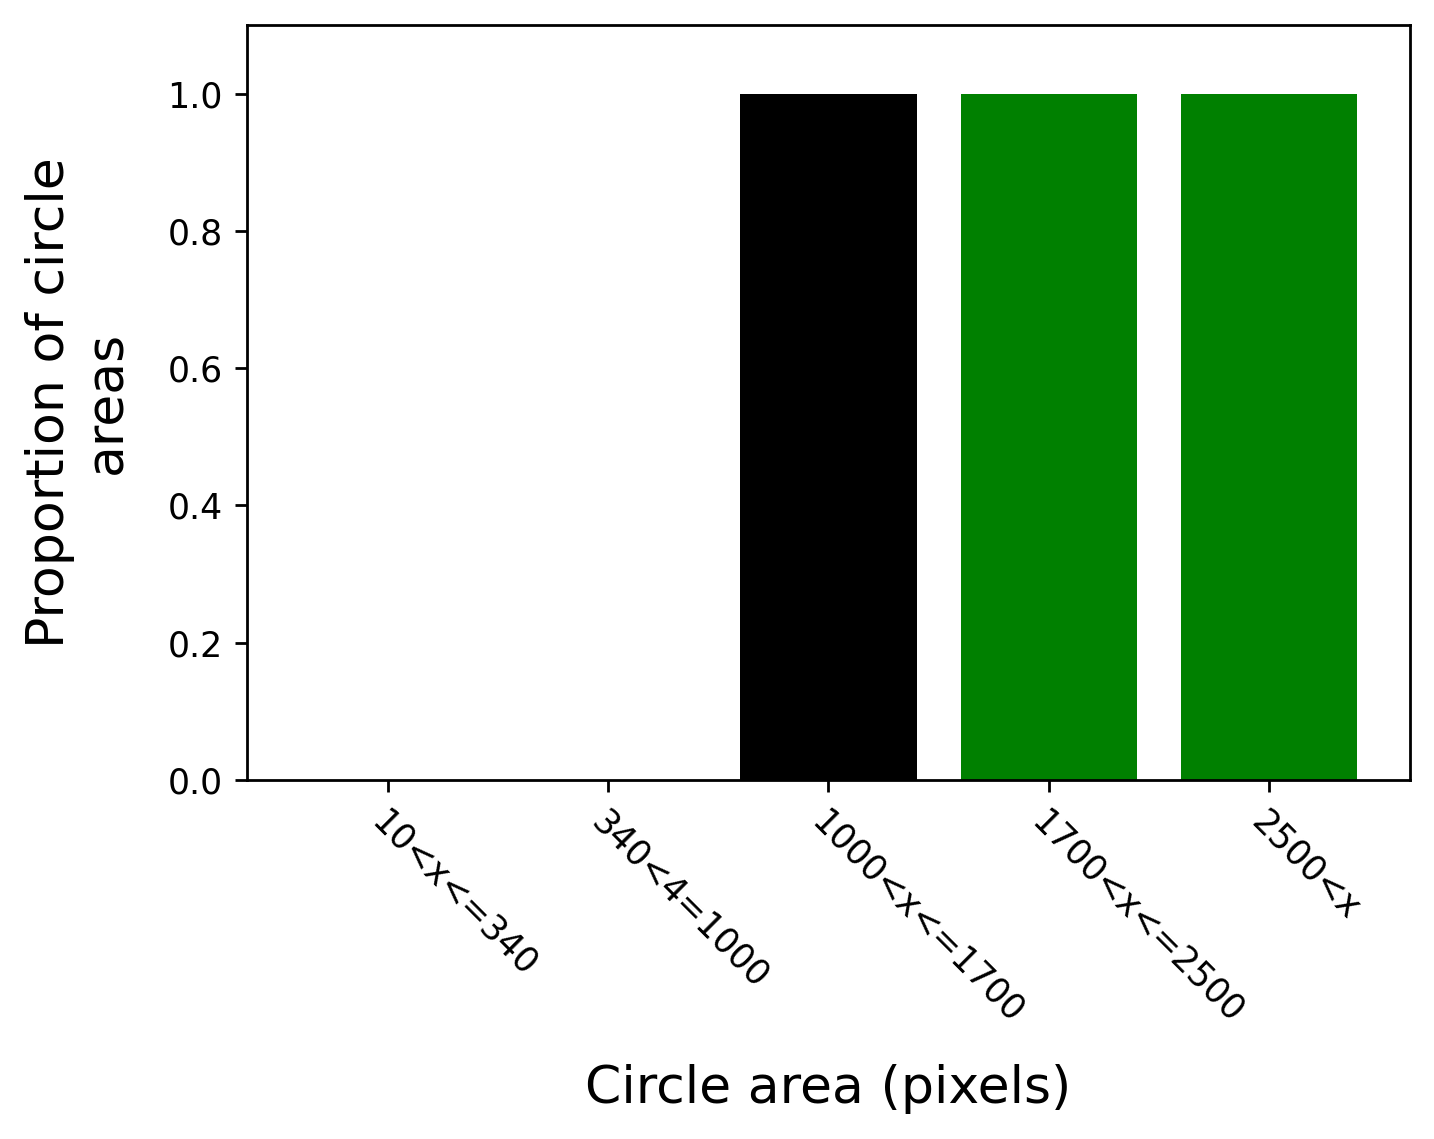 Proportion of circle
areas
1.0
0.8
0.6
0.4
0.2
0.0
10<x<=340
340<4=1000
1000<x<=1700
1700<x<=2500
2500<x
Circle area (pixels)